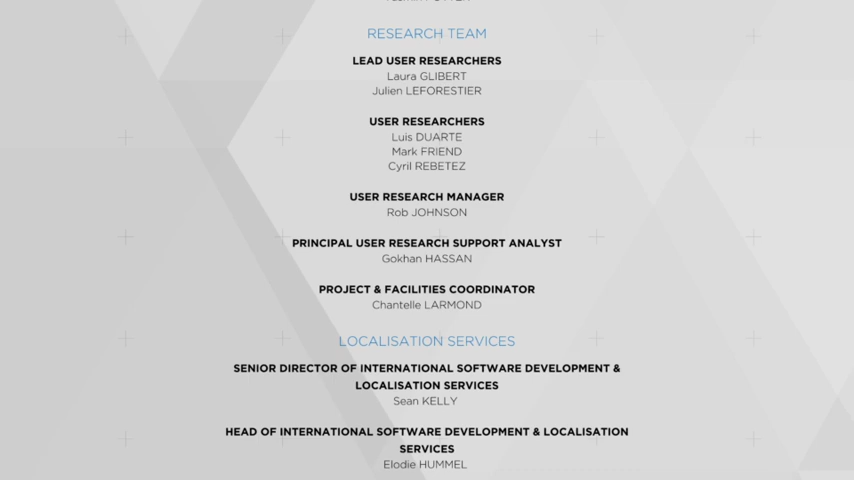 RESEARCH TEAM
LEAD USER RESEARCHERS
Laura GLIBERT
Julien LEFORESTIER
USER RESEARCHERS
Luis DUARTE
Mark FRIEND
Cyril REBETEZ
USER RESEARCH MANAGER
Rob JOHNSON
PRINCIPAL USER RESEARCH SUPPORT ANALYST
Gokhan HASSAN
PROJECT & FACILITIES COORDINATOR
Chantelle LARMOND
LOCALISATION SERVICES
SENIOR DIRECTOR OF INTERNATIONAL SOFTWARE DEVELOPMENT &
LOCALISATION SERVICES
Sean KELLY
HEAD OF INTERNATIONAL SOFTWARE DEVELOPMENT & LOCALISATION
SERVICES
Elodie HUMMEL